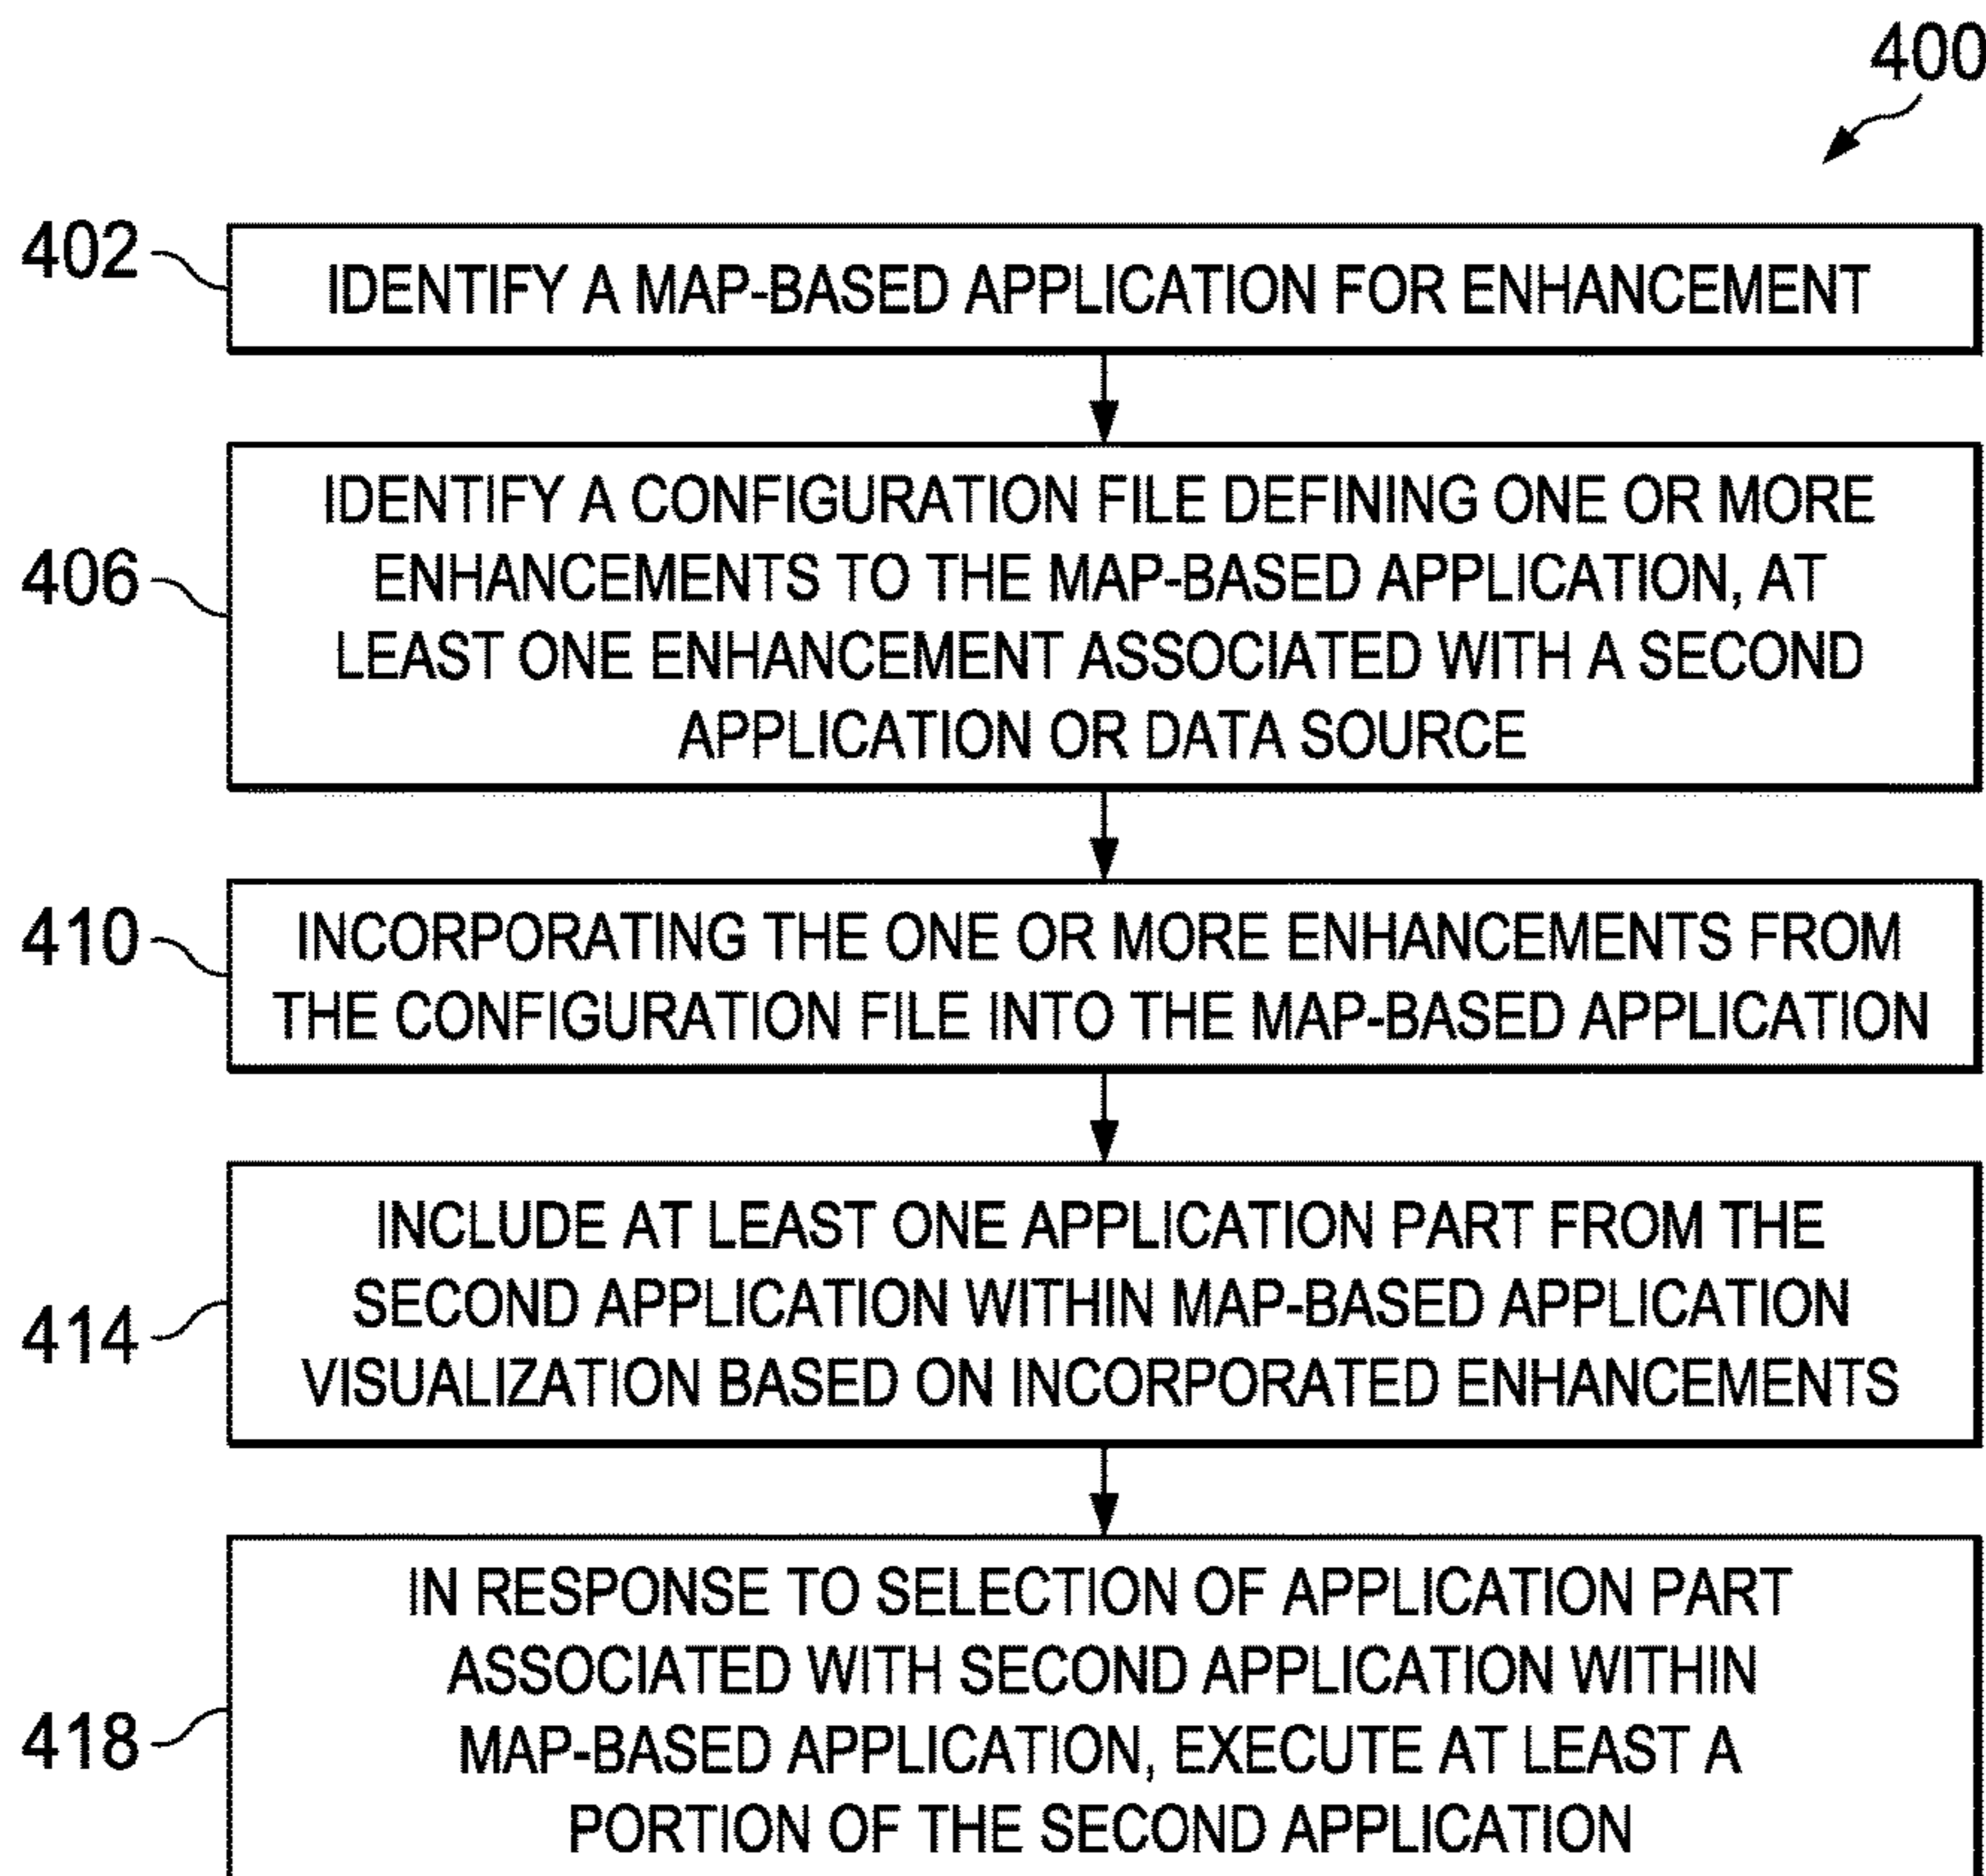 400
402
IDENTIFY A MAP-BASED APPLICATION FOR ENHANCEMENT
406
IDENTIFY A CONFIGURATION FILE DEFINING ONE OR MORE
ENHANCEMENTS TO THE MAP-BASED APPLICATION, AT
LEAST ONE ENHANCEMENT ASSOCIATED WITH A SECOND
APPLICATION OR DATA SOURCE
410
INCORPORATING THE ONE OR MORE ENHANCEMENTS FROM
THE CONFIGURATION FILE INTO THE MAP-BASED APPLICATION
414
INCLUDE AT LEAST ONE APPLICATION PART FROM THE
SECOND APPLICATION WITHIN MAP-BASED APPLICATION
VISUALIZATION BASED ON INCORPORATED ENHANCEMENTS
418
IN RESPONSE TO SELECTION OF APPLICATION PART
ASSOCIATED WITH SECOND APPLICATION WITHIN
MAP-BASED APPLICATION, EXECUTE AT LEAST A
PORTION OF THE SECOND APPLICATION